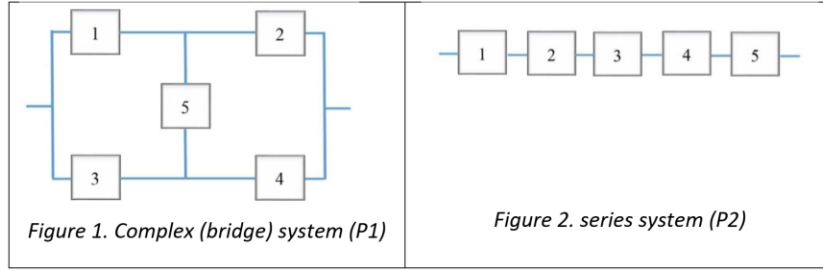 1
2
5
3
4
Figure 1. Complex (bridge) system (P1)
1 2 3 4 5
Figure 2. series system (P2)